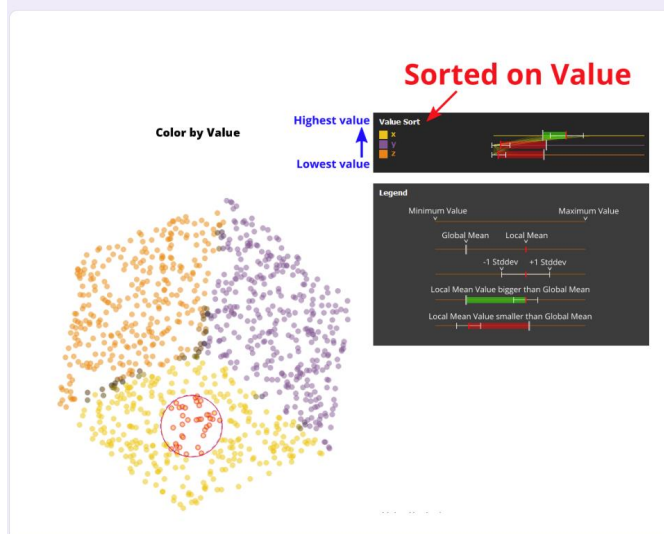 Sorted on Value
Highest value
Lowest value
Color by Value
Value Sort
x
y
z
Legend
Minimum Value
Maximum Value
Global Mean
Local Mean
-1 Stddev
+1 Stddev
Local Mean Value bigger than Global Mean
Local Mean Value smaller than Global Mean